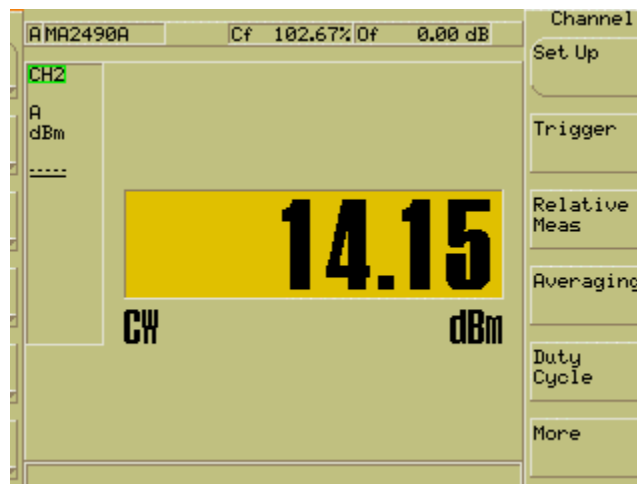 A MA2490A Cf 102.67% Of 0.00 dB
CH2
A
dBm
-----
14.15
CW dBm
Channel
Set Up
Trigger
Relative
Meas
Averaging
Duty
Cycle
More